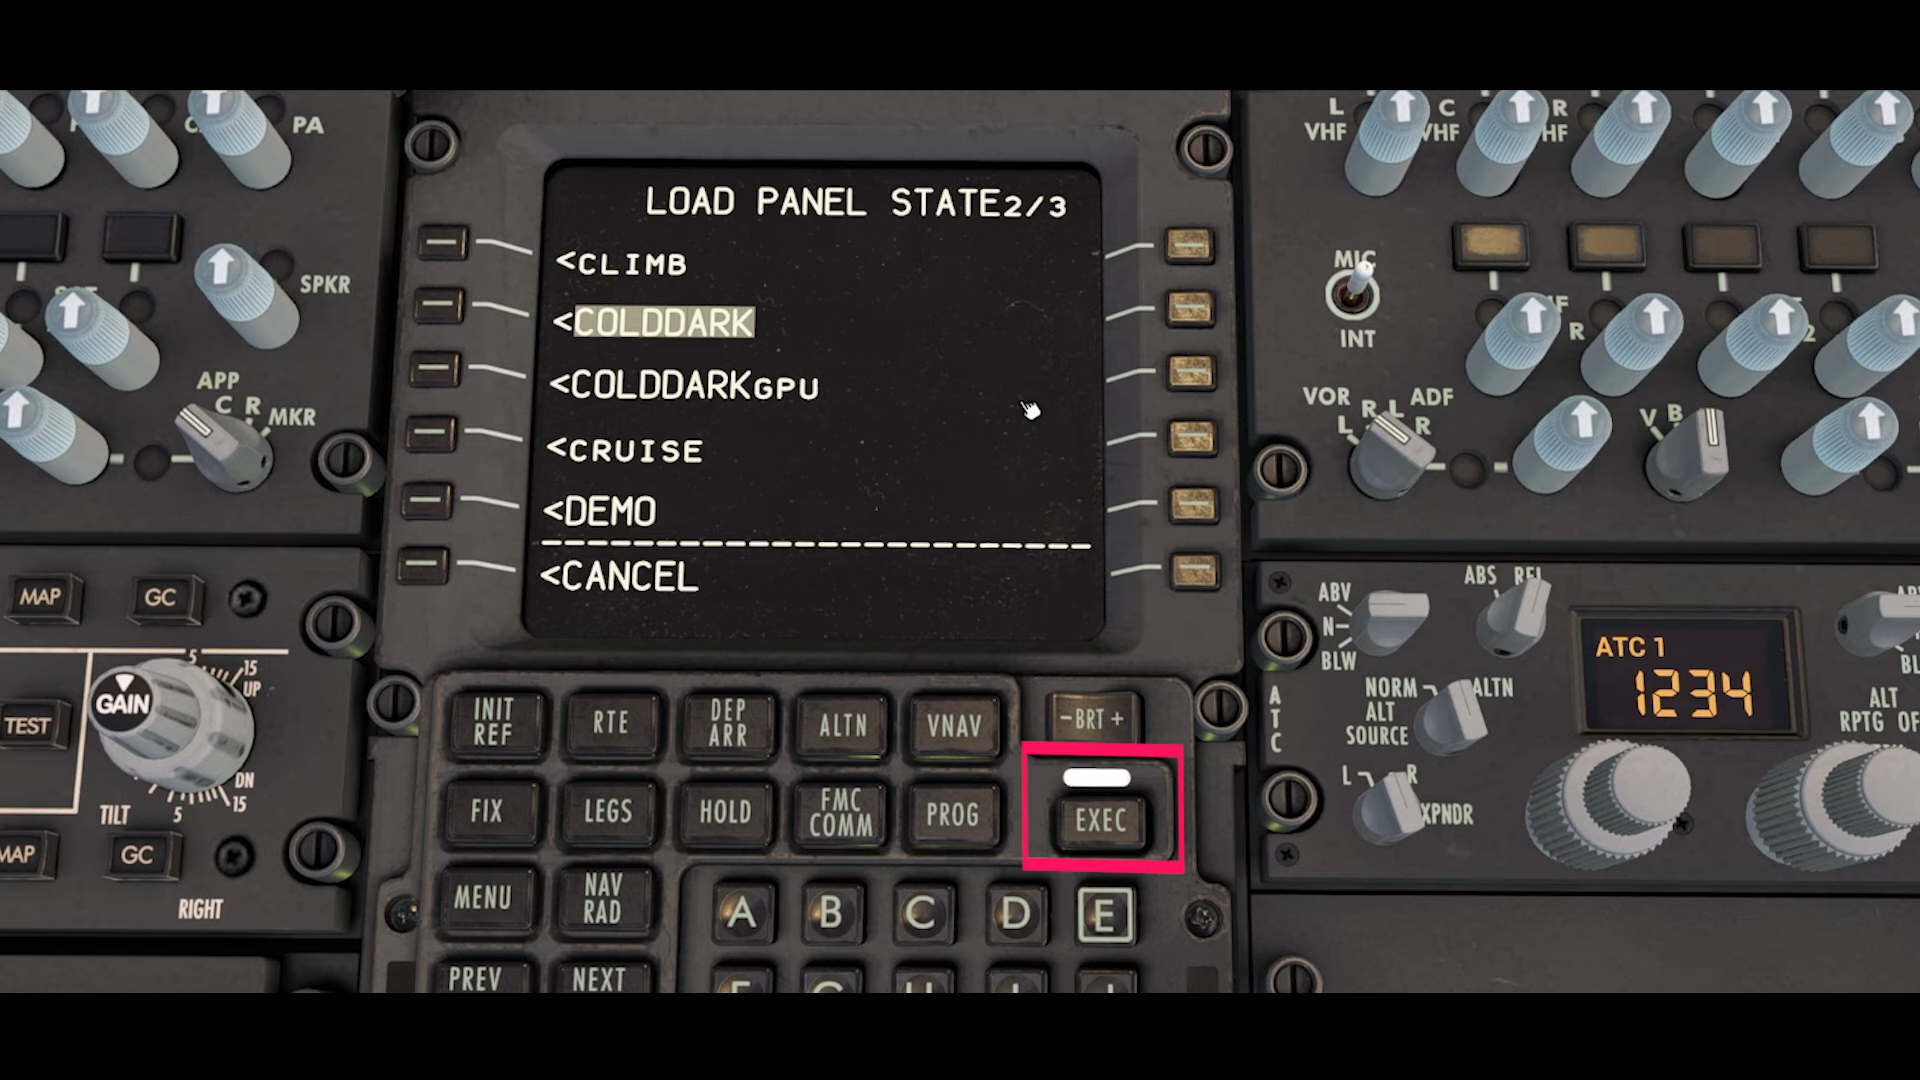 PA
L
VHF
C
VHF
R
HF
LOAD PANEL STATE2/3
<CLIMB
<COLDDARK
<COLDDARKGPU
<CRUISE
<DEMO
<CANCEL
SPKR
APP
C R
MKR
MIC
INT
R
2
VOR
L R
L ADF
R
V B
MAP
GC
5
15
UP
GAIN
TEST
DN
15
5
TILT
MAP
GC
RIGHT
INIT
REF
RTE
DEP
ARR
ALTN
VNAV
-BRT+
FIX
LEGS
HOLD
FMC
COMM
PROG
EXEC
MENU
NAV
RAD
PREV
NEXT
A
B
C
D
E
ABV
N
BLW
ABS
ATC 1
1234
NORM
ALT
SOURCE
ALTN
ATC
L
R
XPNDR
ALT
RPTG